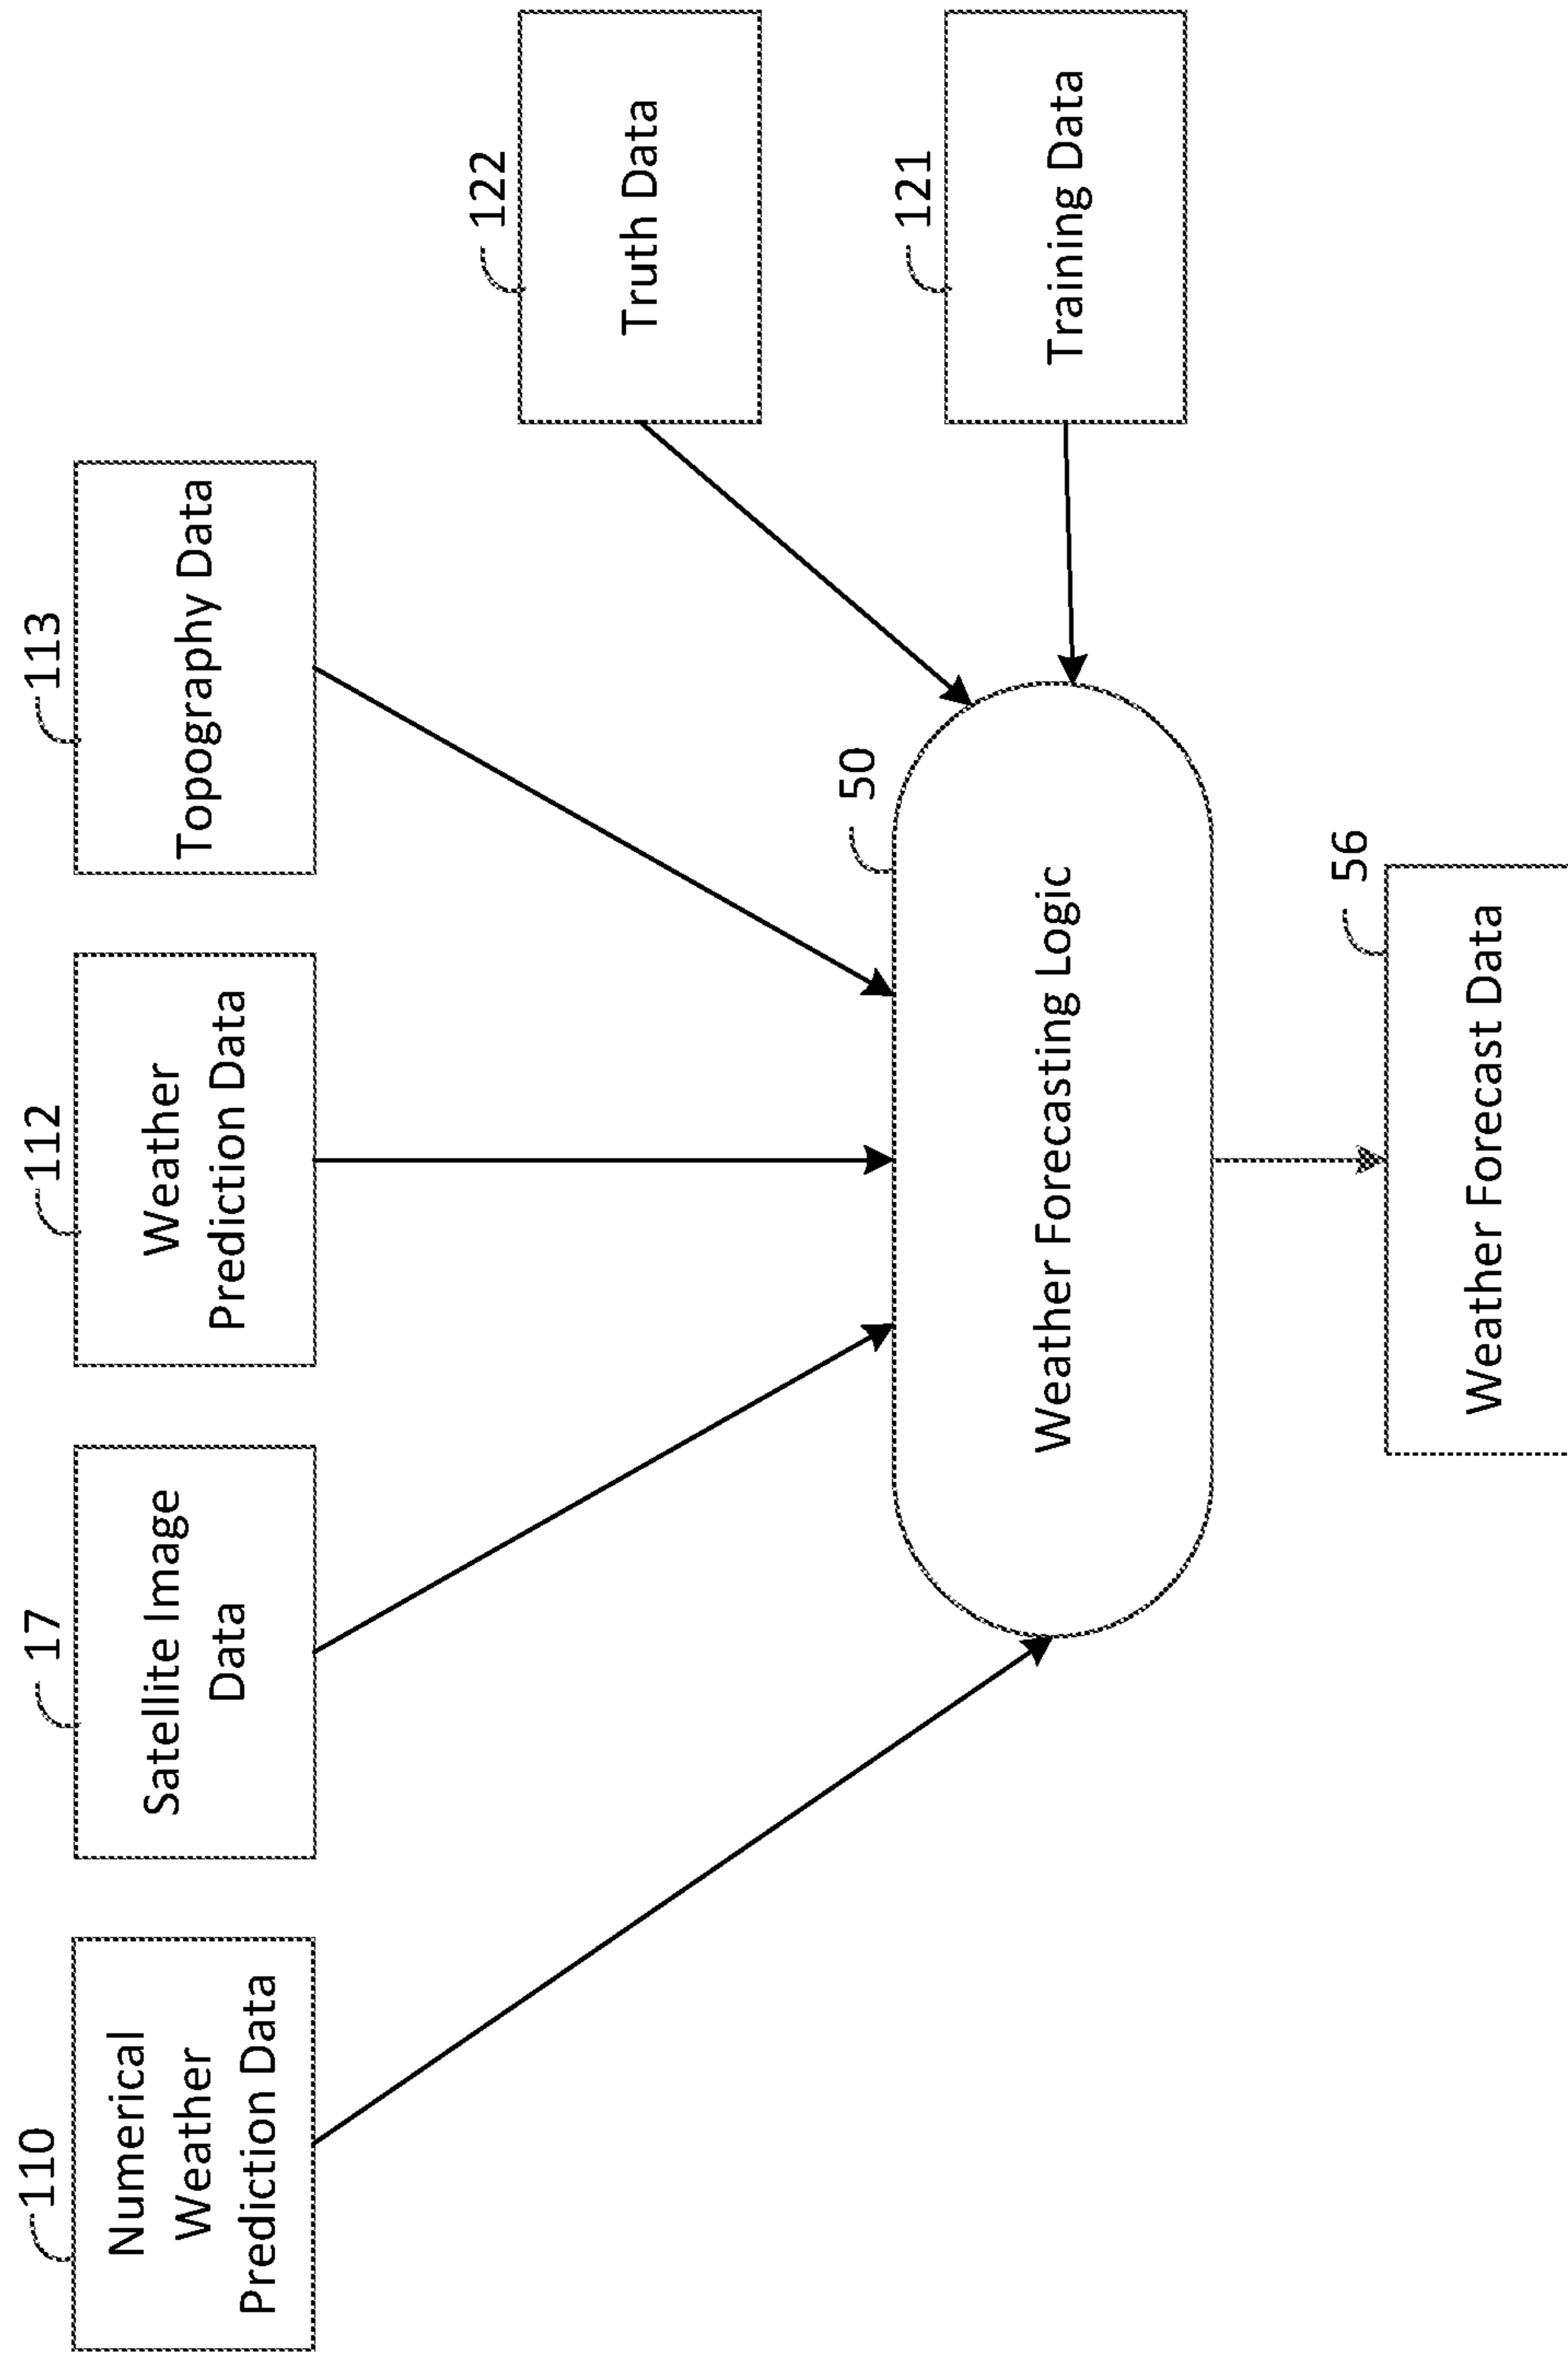 110
Numerical
Weather
Prediction Data
17
Satellite Image
Data
112
Weather
Prediction Data
113
Topography Data
122
Truth Data
121
Training Data
50
Weather Forecasting Logic
56
Weather Forecast Data